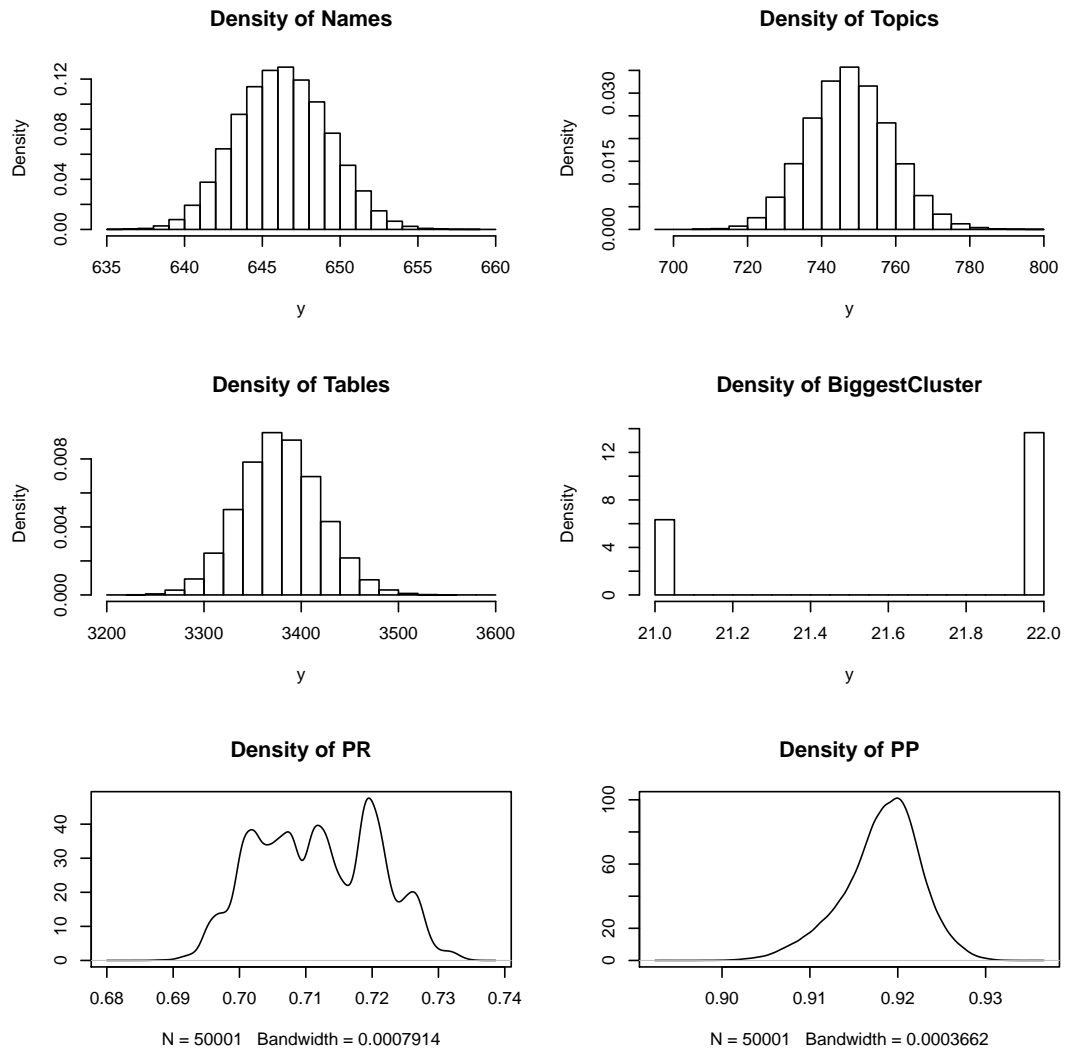 Density of Names
Density
0.00 0.04 0.08 0.12
635 640 645 650 655 660
y
Density of Topics
Density
0.000 0.015 0.030
700 720 740 760 780 800
y
Density of Tables
Density
0.000 0.004 0.008
3200 3300 3400 3500 3600
y
Density of BiggestCluster
Density
0 4 8 12
21.0 21.2 21.4 21.6 21.8 22.0
y
Density of PR
0 10 20 30 40
0.68 0.69 0.70 0.71 0.72 0.73 0.74
N = 50001 Bandwidth = 0.0007914
Density of PP
0 20 60 100
0.90 0.91 0.92 0.93
N = 50001 Bandwidth = 0.0003662